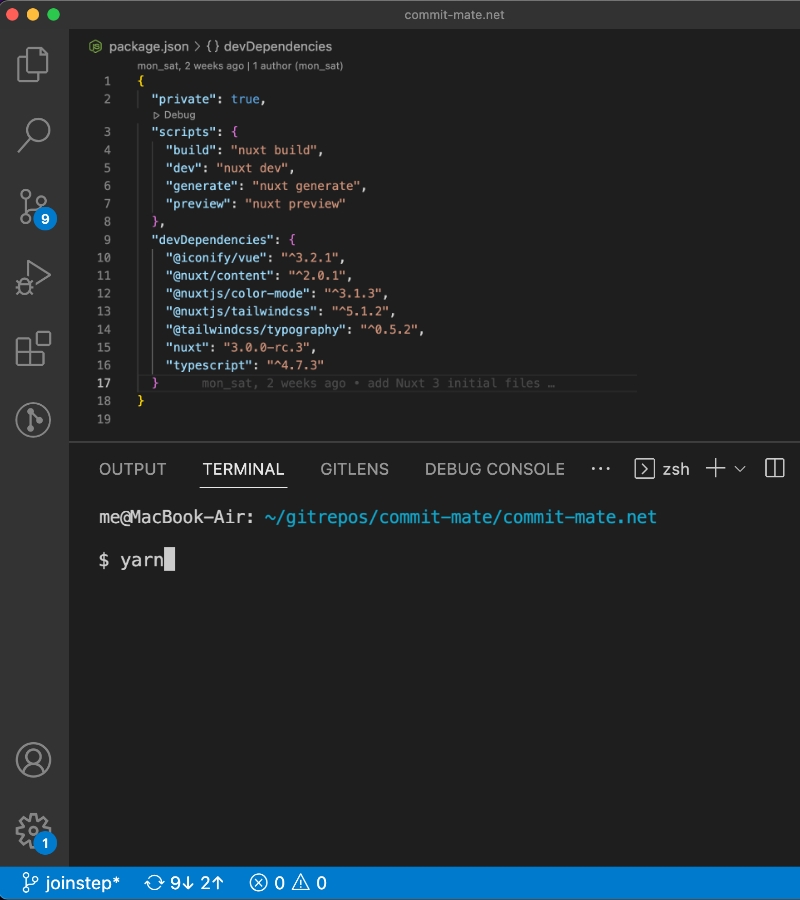 commit-mate.net
package.json > {} devDependencies
mon_sat, 2 weeks ago | 1 author (mon_sat)
1 {
2 "private": true,
▷ Debug
3 "scripts": {
4 "build": "nuxt build",
5 "dev": "nuxt dev",
6 "generate": "nuxt generate",
7 "preview": "nuxt preview"
8 },
9 "devDependencies": {
10 "@iconify/vue": "^3.2.1",
11 "@nuxt/content": "^2.0.1",
12 "@nuxtjs/color-mode": "^3.1.3",
13 "@nuxtjs/tailwindcss": "^5.1.2",
14 "@tailwindcss/typography": "^0.5.2",
15 "nuxt": "3.0.0-rc.3",
16 "typescript": "^4.7.3"
17 } mon_sat, 2 weeks ago • add Nuxt 3 initial files …
18 }
19
9
OUTPUT TERMINAL GITLENS DEBUG CONSOLE ··· zsh
me@MacBook-Air: ~/gitrepos/commit-mate/commit-mate.net
$ yarn
1
joinstep* 9↓ 2↑ 0 0